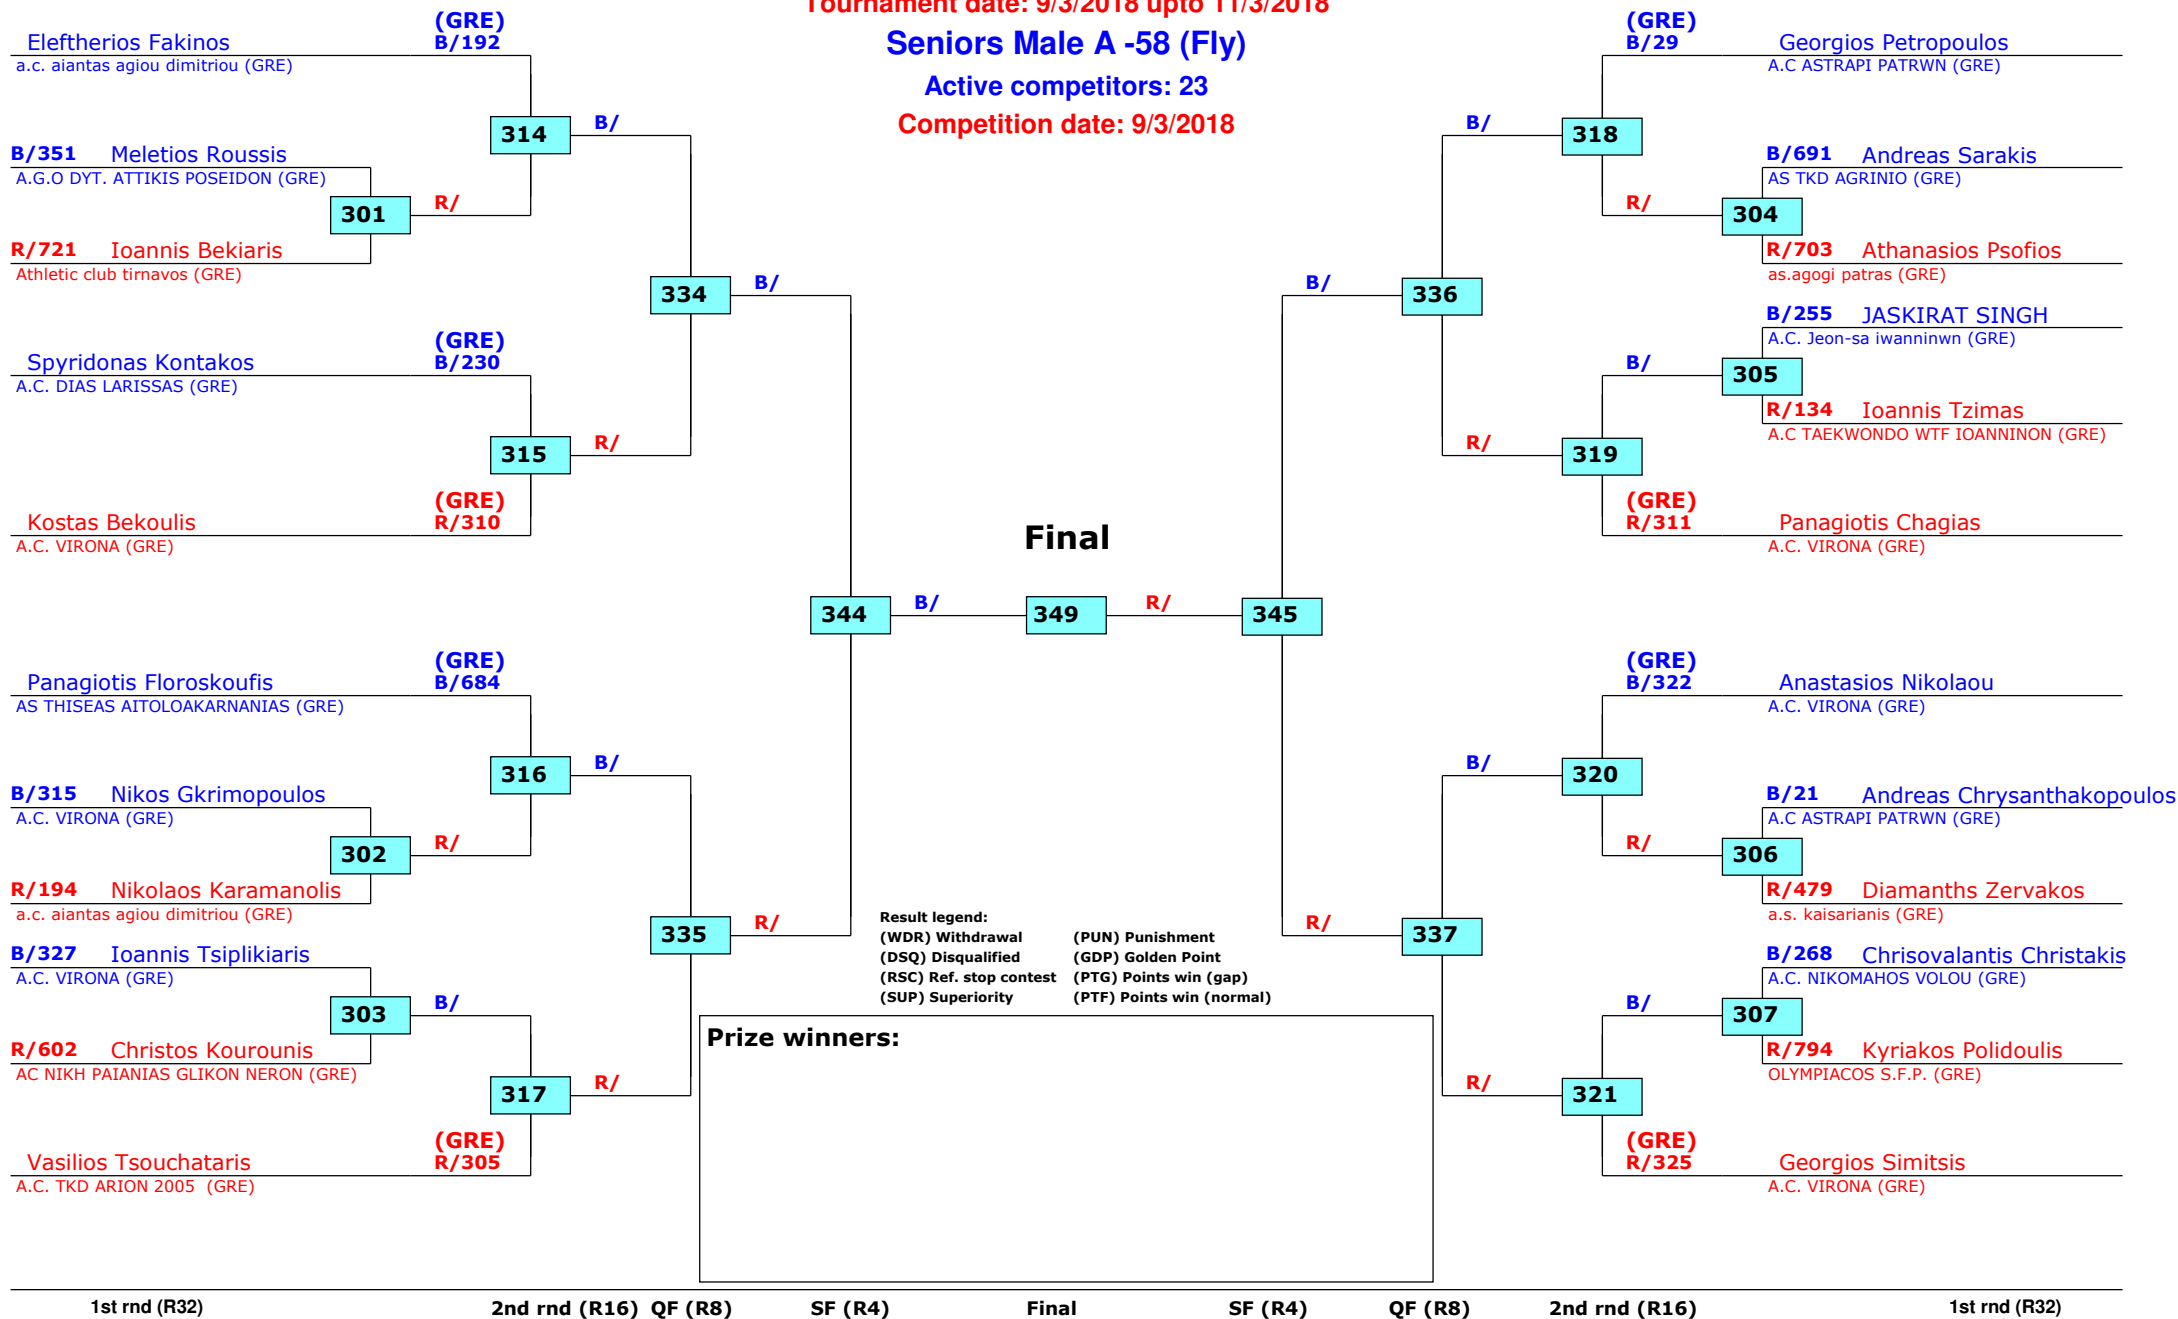 Tournament date: 9/3/2018 upto 11/3/2018
Seniors Male A -58 (Fly)
Active competitors: 23
Competition date: 9/3/2018
(GRE)
Eleftherios Fakinos B/192
a.c. aiantas agiou dimitriou (GRE)
314 B/
B/351 Meletios Roussis
A.G.O DYT. ATTIKIS POSEIDON (GRE)
301 R/
R/721 Ioannis Bekiaris
Athletic club tirnavos (GRE)
334 B/
(GRE)
Spyridonas Kontakos B/230
A.C. DIAS LARISSAS (GRE)
315 R/
(GRE)
Kostas Bekoulis R/310
A.C. VIRONA (GRE)
344 B/
(GRE)
Panagiotis Floroskoufis B/684
AS THISEAS AITOLOAKARNANIAS (GRE)
316 B/
B/315 Nikos Gkrimopoulos
A.C. VIRONA (GRE)
302 R/
R/194 Nikolaos Karamanolis
a.c. aiantas agiou dimitriou (GRE)
335 R/
B/327 Ioannis Tsiplikiaris
A.C. VIRONA (GRE)
303 B/
R/602 Christos Kourounis
AC NIKH PAIANIAS GLIKON NERON (GRE)
317 R/
(GRE)
Vasilios Tsouchataris R/305
A.C. TKD ARION 2005 (GRE)
Final
349
(GRE)
B/29 Georgios Petropoulos
A.C ASTRAPI PATRWN (GRE)
B/ 318
B/691 Andreas Sarakis
AS TKD AGRINIO (GRE)
R/ 304
R/703 Athanasios Psofios
as.agogi patras (GRE)
B/ 336
B/255 JASKIRAT SINGH
A.C. Jeon-sa iwanninwn (GRE)
B/ 305
R/134 Ioannis Tzimas
A.C TAEKWONDO WTF IOANNINON (GRE)
R/ 319
(GRE)
R/311 Panagiotis Chagias
A.C. VIRONA (GRE)
R/ 345
(GRE)
B/322 Anastasios Nikolaou
A.C. VIRONA (GRE)
B/ 320
B/21 Andreas Chrysanthakopoulos
A.C ASTRAPI PATRWN (GRE)
R/ 306
R/479 Diamanths Zervakos
a.s. kaisarianis (GRE)
R/ 337
B/268 Chrisovalantis Christakis
A.C. NIKOMAHOS VOLOU (GRE)
B/ 307
R/794 Kyriakos Polidoulis
OLYMPIACOS S.F.P. (GRE)
R/ 321
(GRE)
R/325 Georgios Simitsis
A.C. VIRONA (GRE)
Result legend:
(WDR) Withdrawal (PUN) Punishment
(DSQ) Disqualified (GDP) Golden Point
(RSC) Ref. stop contest (PTG) Points win (gap)
(SUP) Superiority (PTF) Points win (normal)
Prize winners:
1st rnd (R32) 2nd rnd (R16) QF (R8) SF (R4) Final SF (R4) QF (R8) 2nd rnd (R16) 1st rnd (R32)